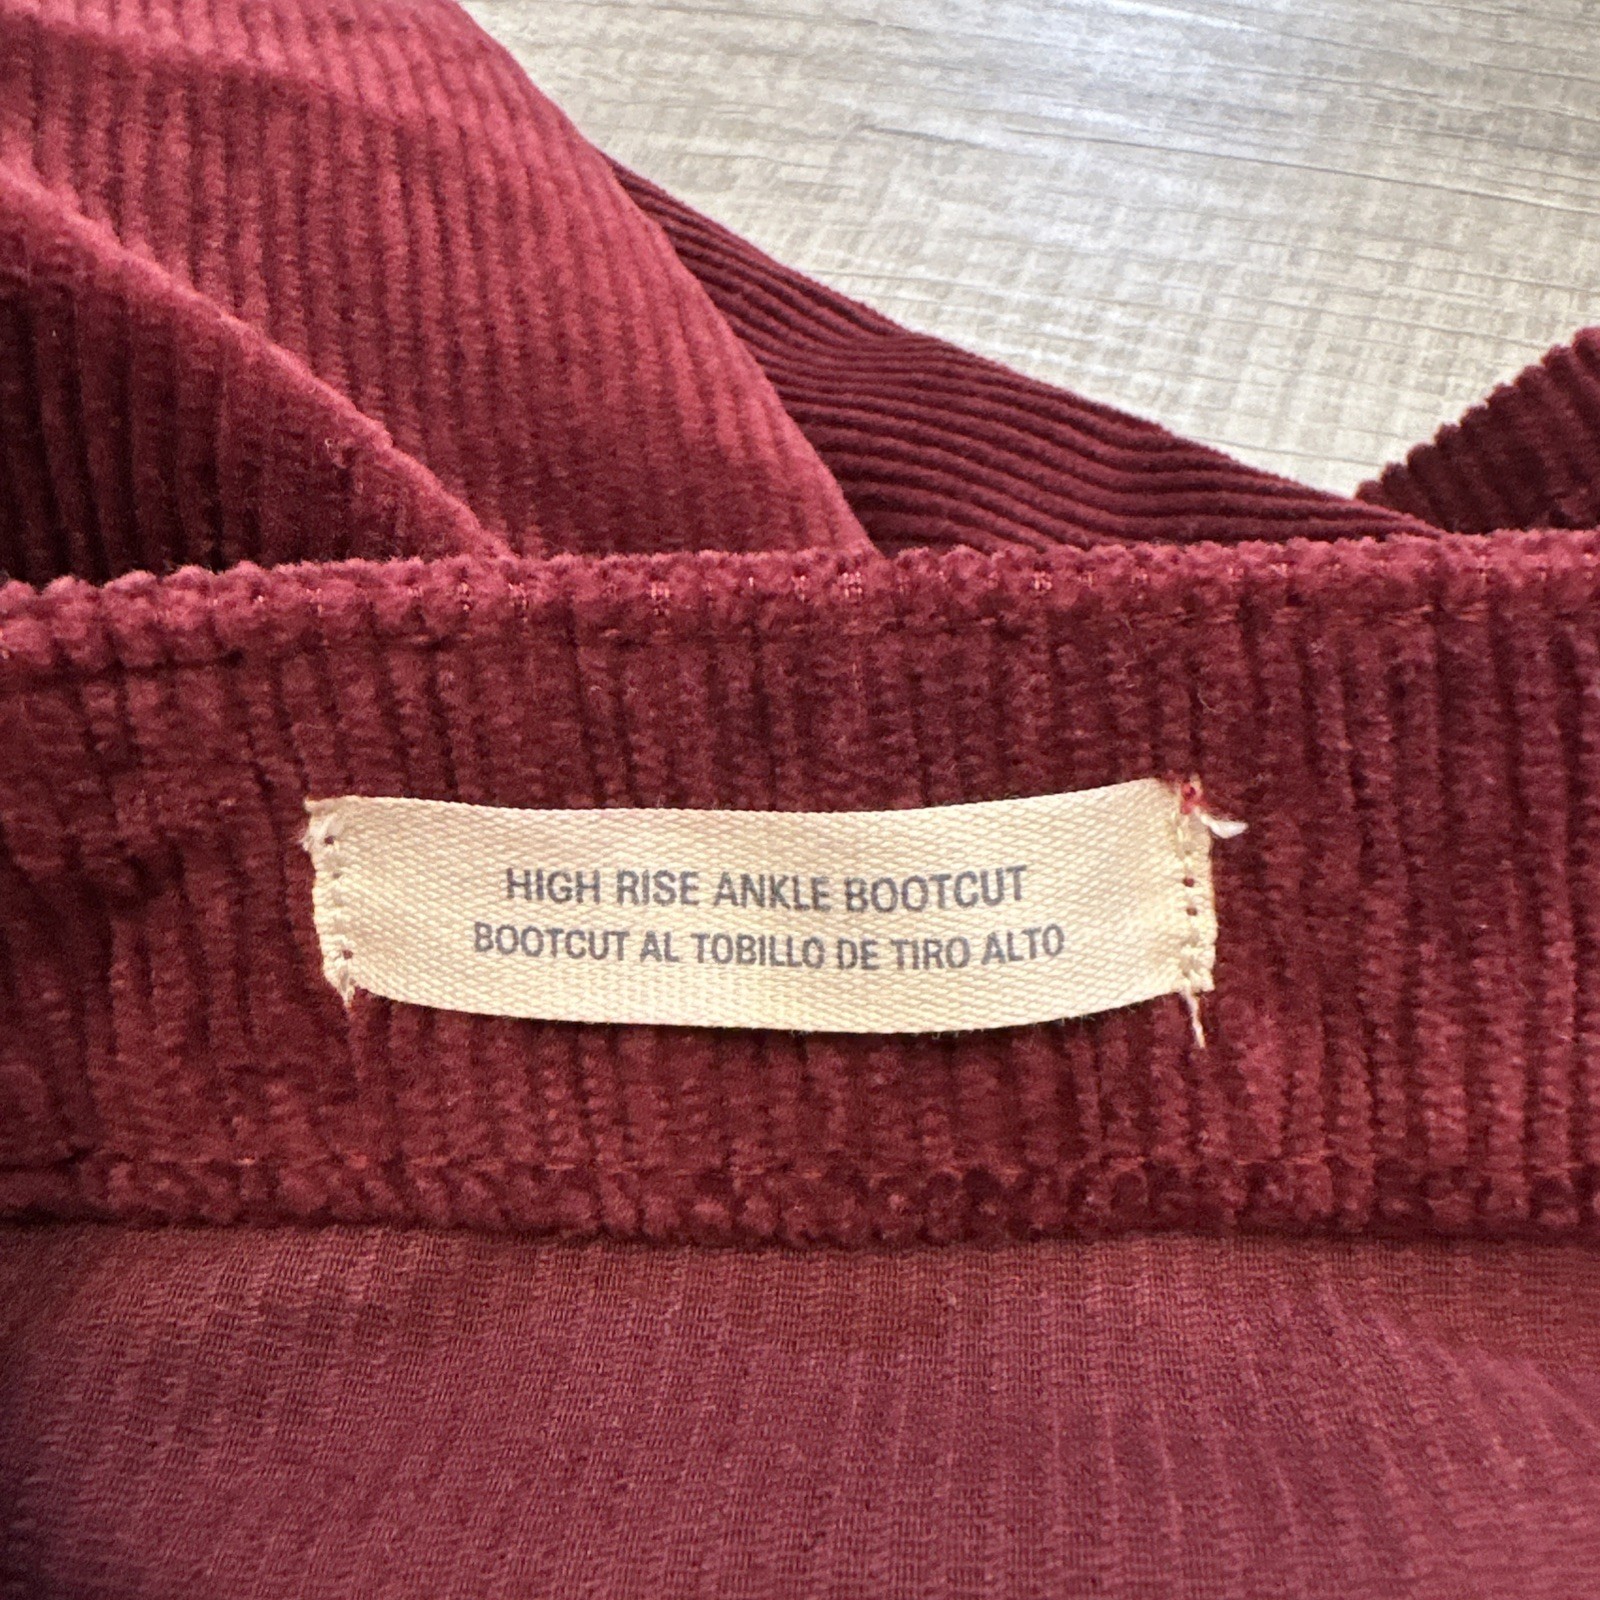 HIGH RISE ANKLE BOOTCUT
BOOTCUT AL TOBILLO DE TIRO ALTO